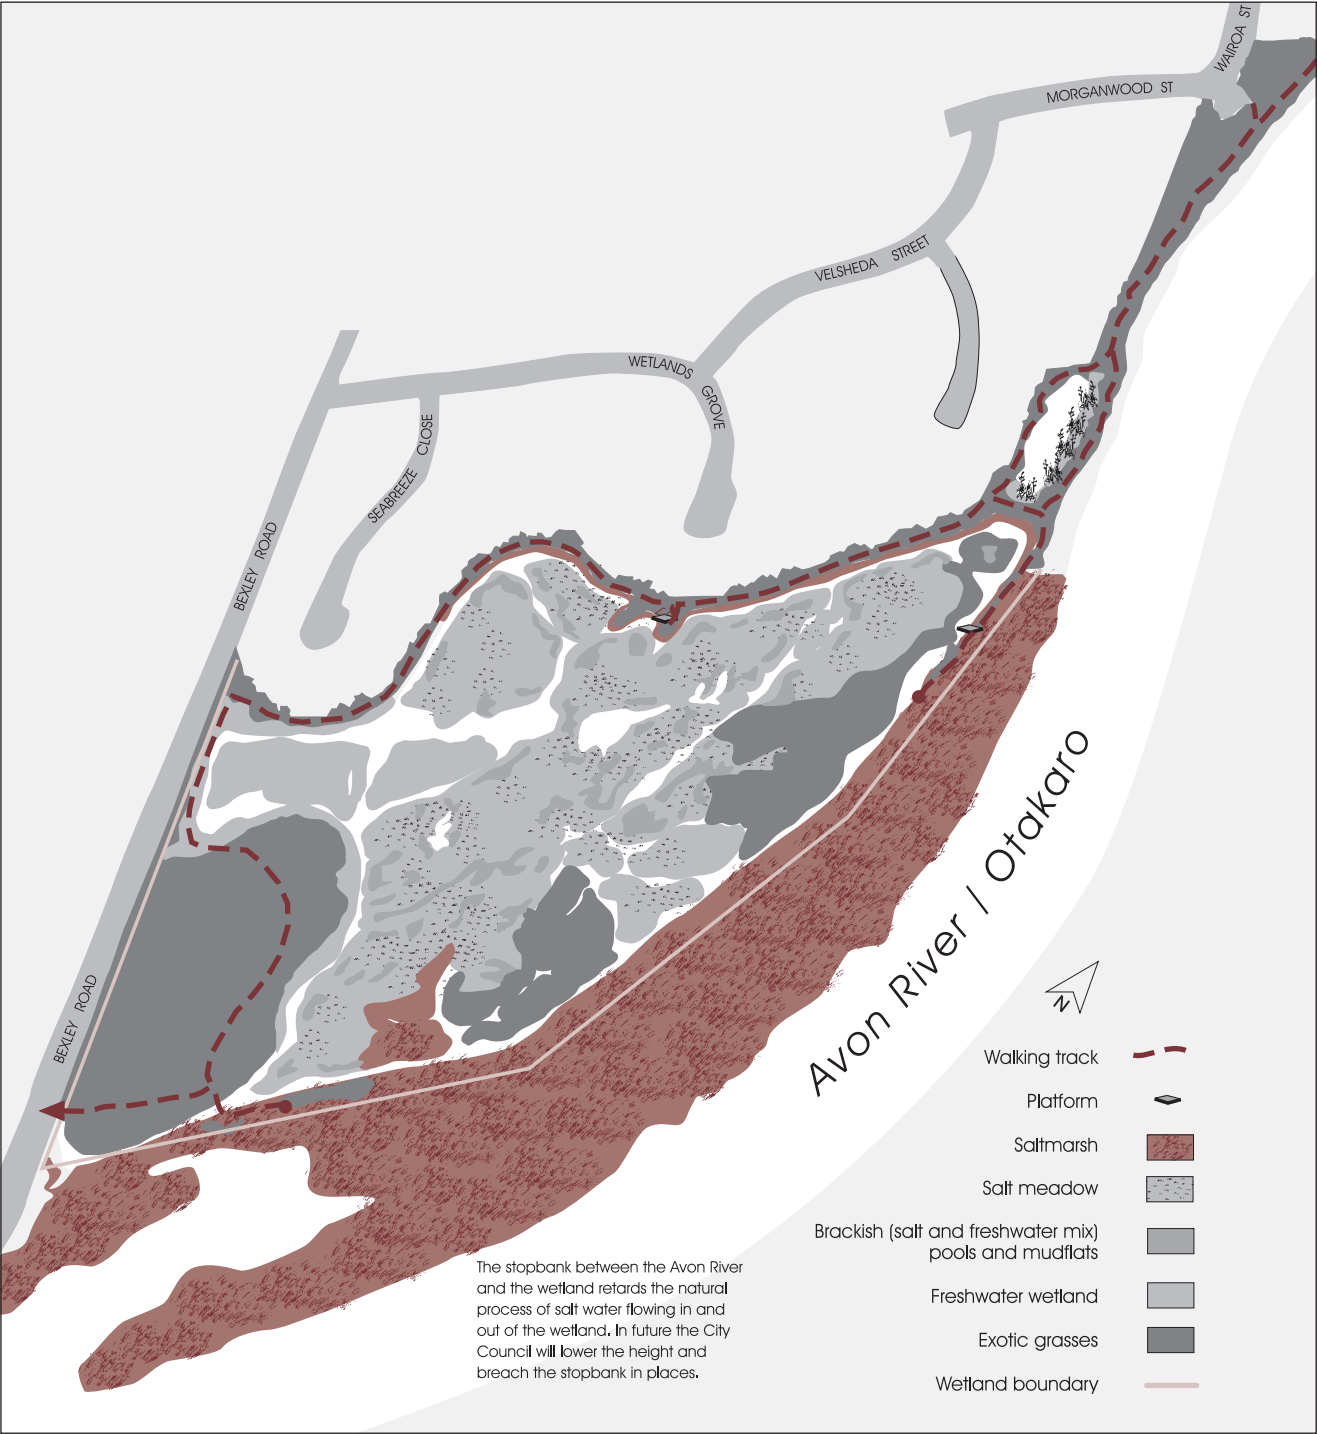 WAIROA ST
MORGANWOOD ST
VELSHEDA STREET
WETLANDS GROVE
SEABREEZE CLOSE
BEXLEY ROAD
BEXLEY ROAD
Avon River / Otakaro
N
Walking track
Platform
Saltmarsh
Salt meadow
Brackish (salt and freshwater mix)
pools and mudflats
Freshwater wetland
Exotic grasses
Wetland boundary
The stopbank between the Avon River
and the wetland retards the natural
process of salt water flowing in and
out of the wetland. In future the City
Council will lower the height and
breach the stopbank in places.